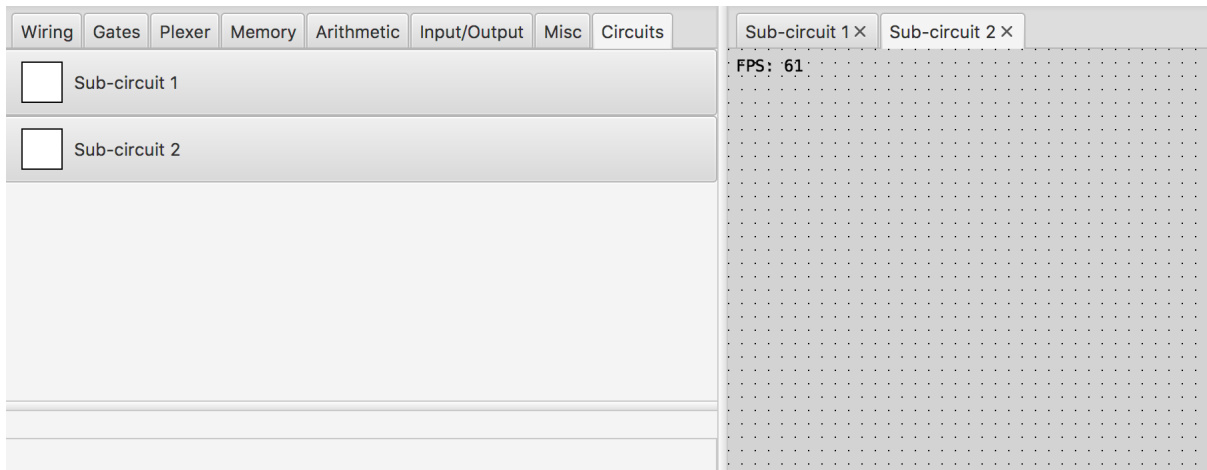 Wiring Gates Plexer Memory Arithmetic Input/Output Misc Circuits
Sub-circuit 1
Sub-circuit 2
Sub-circuit 1 × Sub-circuit 2 ×
FPS: 61